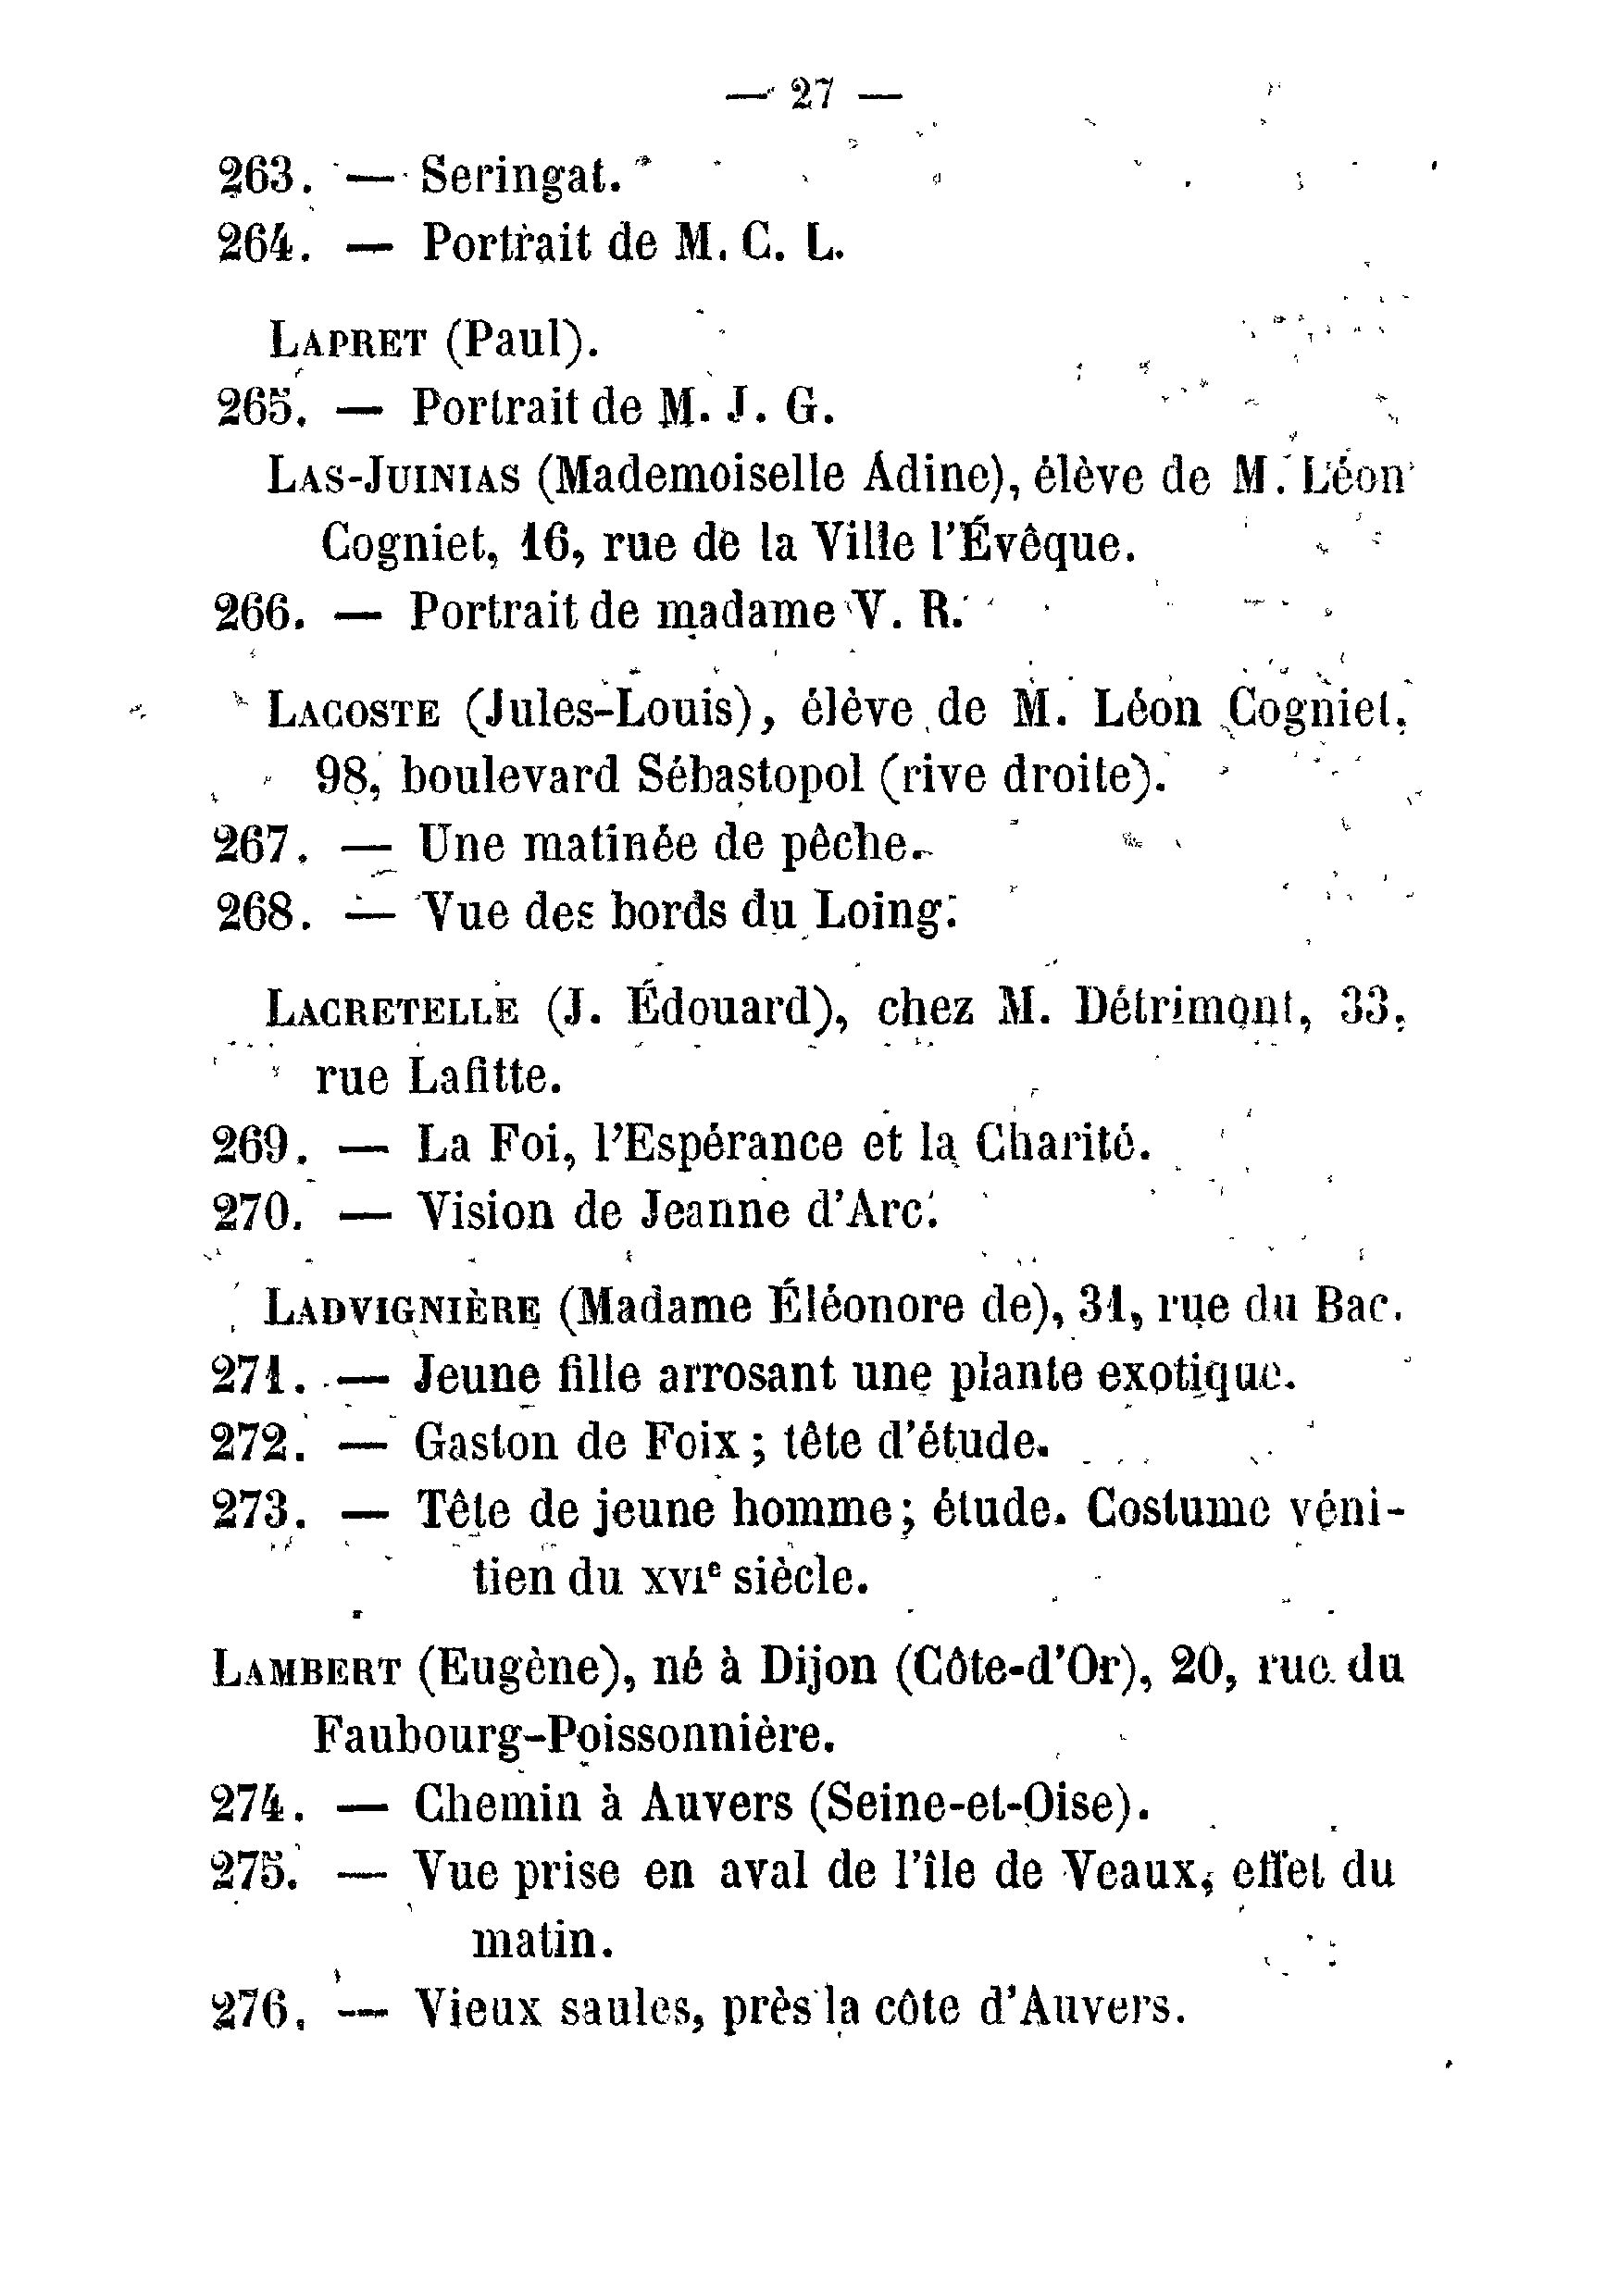 — 27 —
263. — Seringat.
264. — Portrait de M. C. L.
LAPRET (Paul).
265. — Portrait de M. J. G.
LAS-JUINIAS (Mademoiselle Adine), élève de M. Léon
Cogniet, 16, rue de la Ville l'Évêque.
266. — Portrait de madame V. R.
LACOSTE (Jules-Louis), élève de M. Léon Cogniet,
98, boulevard Sébastopol (rive droite).
267. — Une matinée de pêche.
268. — Vue des bords du Loing.
LACRETELLE (J. Édouard), chez M. Détrimont, 33,
rue Lafitte.
269. — La Foi, l'Espérance et la Charité.
270. — Vision de Jeanne d'Arc.
LADVIGNIÈRE (Madame Éléonore de), 31, rue du Bac.
271. — Jeune fille arrosant une plante exotique.
272. — Gaston de Foix ; tête d'étude.
273. — Tête de jeune homme ; étude. Costume véni-
tien du XVIe siècle.
LAMBERT (Eugène), né à Dijon (Côte-d'Or), 20, rue du
Faubourg-Poissonnière.
274. — Chemin à Auvers (Seine-et-Oise).
275. — Vue prise en aval de l'île de Veaux, effet du
matin.
276. — Vieux saules, près la côte d'Auvers.